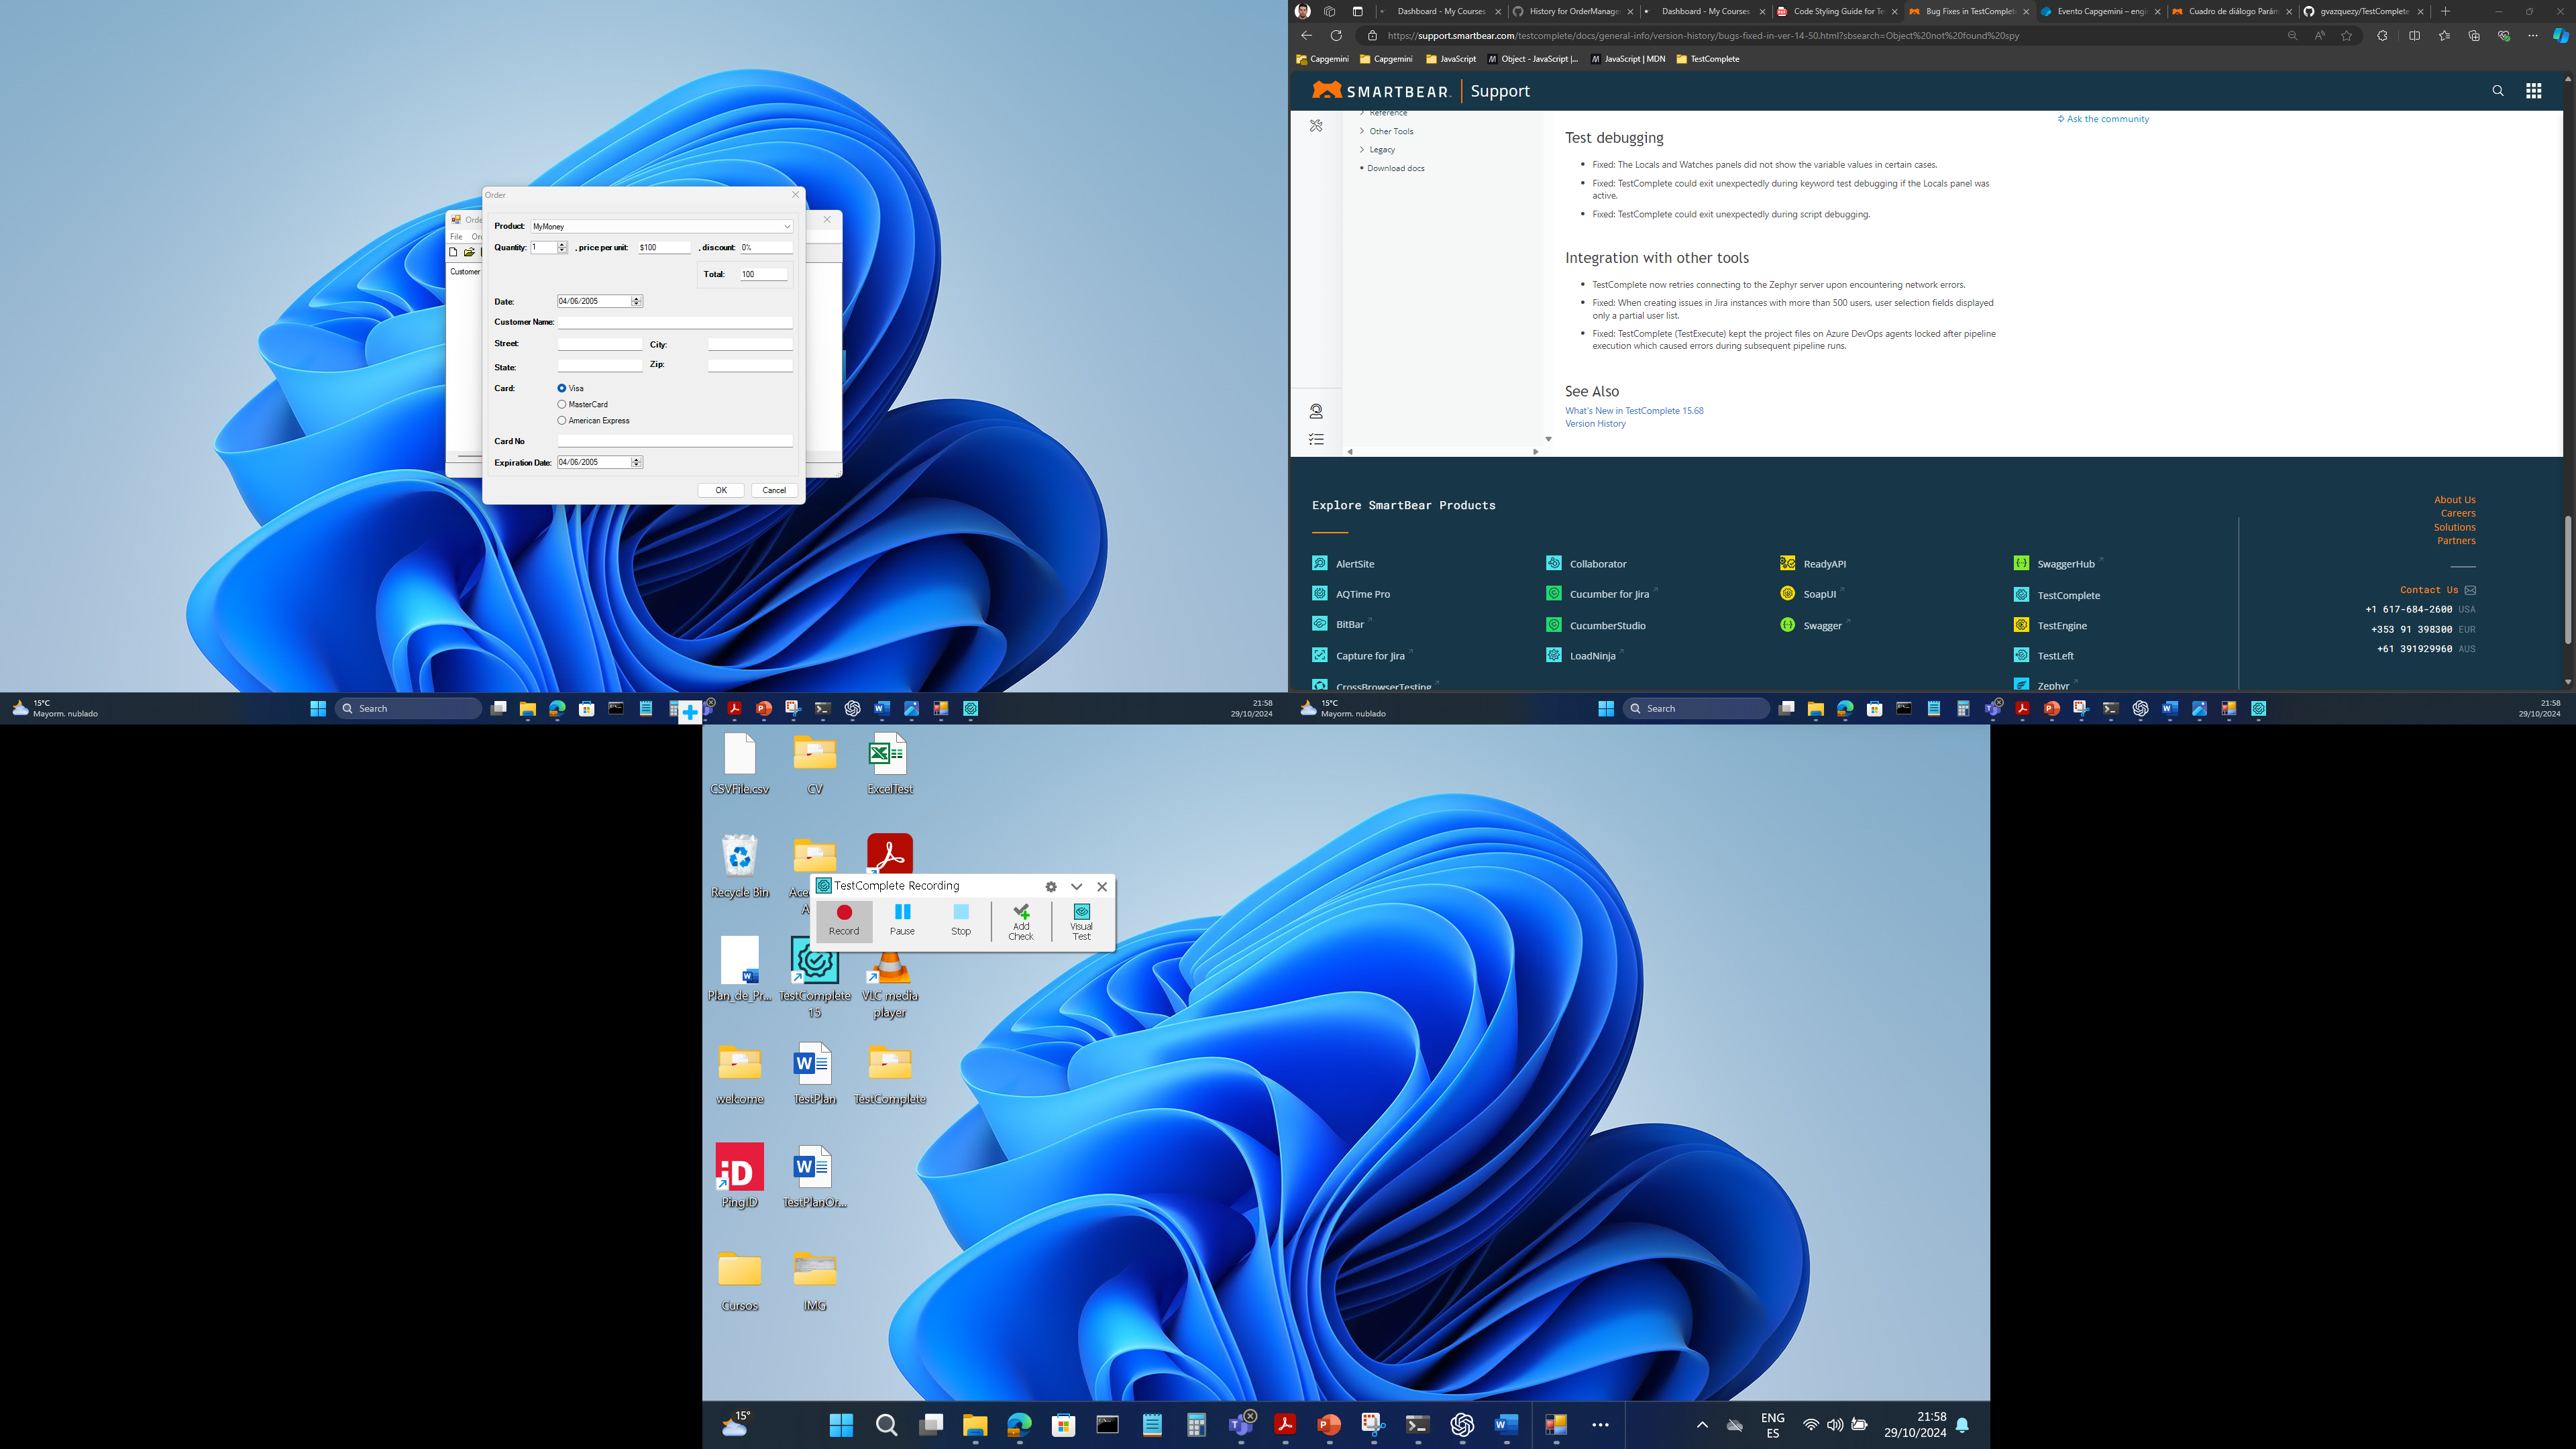 Order
Product:
MyMoney
Quantity:
1
, price per unit:
$100
, discount:
0%
Total:
100
Date:
04/06/2005
Customer Name:
Street:
City:
State:
Zip:
Card:
Visa
MasterCard
American Express
Card No
Expiration Date:
04/06/2005
OK
Cancel
File
Customer
15°C
Mayorm. nublado
Search
21:58
29/10/2024
Dashboard - My Courses
History for OrderManage
Dashboard - My Courses
Code Styling Guide for Te
Bug Fixes in TestComplet
Evento Capgemini – engi
Cuadro de diálogo Parám
gvazquezy/TestComplete
https://support.smartbear.com/testcomplete/docs/general-info/version-history/bugs-fixed-in-ver-14-50.html?sbsearch=Object%20not%20found%20spy
Capgemini
Capgemini
JavaScript
Object - JavaScript |...
JavaScript | MDN
TestComplete
SMARTBEAR
Support
Reference
Other Tools
Legacy
Download docs
Ask the community
Test debugging
Fixed: The Locals and Watches panels did not show the variable values in certain cases.
Fixed: TestComplete could exit unexpectedly during keyword test debugging if the Locals panel was
active.
Fixed: TestComplete could exit unexpectedly during script debugging.
Integration with other tools
TestComplete now retries connecting to the Zephyr server upon encountering network errors.
Fixed: When creating issues in Jira instances with more than 500 users, user selection fields displayed
only a partial user list.
Fixed: TestComplete (TestExecute) kept the project files on Azure DevOps agents locked after pipeline
execution which caused errors during subsequent pipeline runs.
See Also
What's New in TestComplete 15.68
Version History
Explore SmartBear Products
AlertSite
AQTime Pro
BitBar
Capture for Jira
CrossBrowserTesting
Collaborator
Cucumber for Jira
CucumberStudio
LoadNinja
ReadyAPI
SoapUI
Swagger
SwaggerHub
TestComplete
TestEngine
TestLeft
Zephyr
About Us
Careers
Solutions
Partners
Contact Us
+1 617-684-2600 USA
+353 91 398300 EUR
+61 391929960 AUS
15°C
Mayorm. nublado
Search
21:58
29/10/2024
CSVFile.csv
CV
ExcelTest
Recycle Bin
TestComplete Recording
Record
Pause
Stop
Add
Check
Visual
Test
Plan_de_Pr...
TestComplete
15
VLC media
player
welcome
TestPlan
TestComplete
PingID
TestPlanOr...
Cursos
IMG
15°
ENG
ES
21:58
29/10/2024